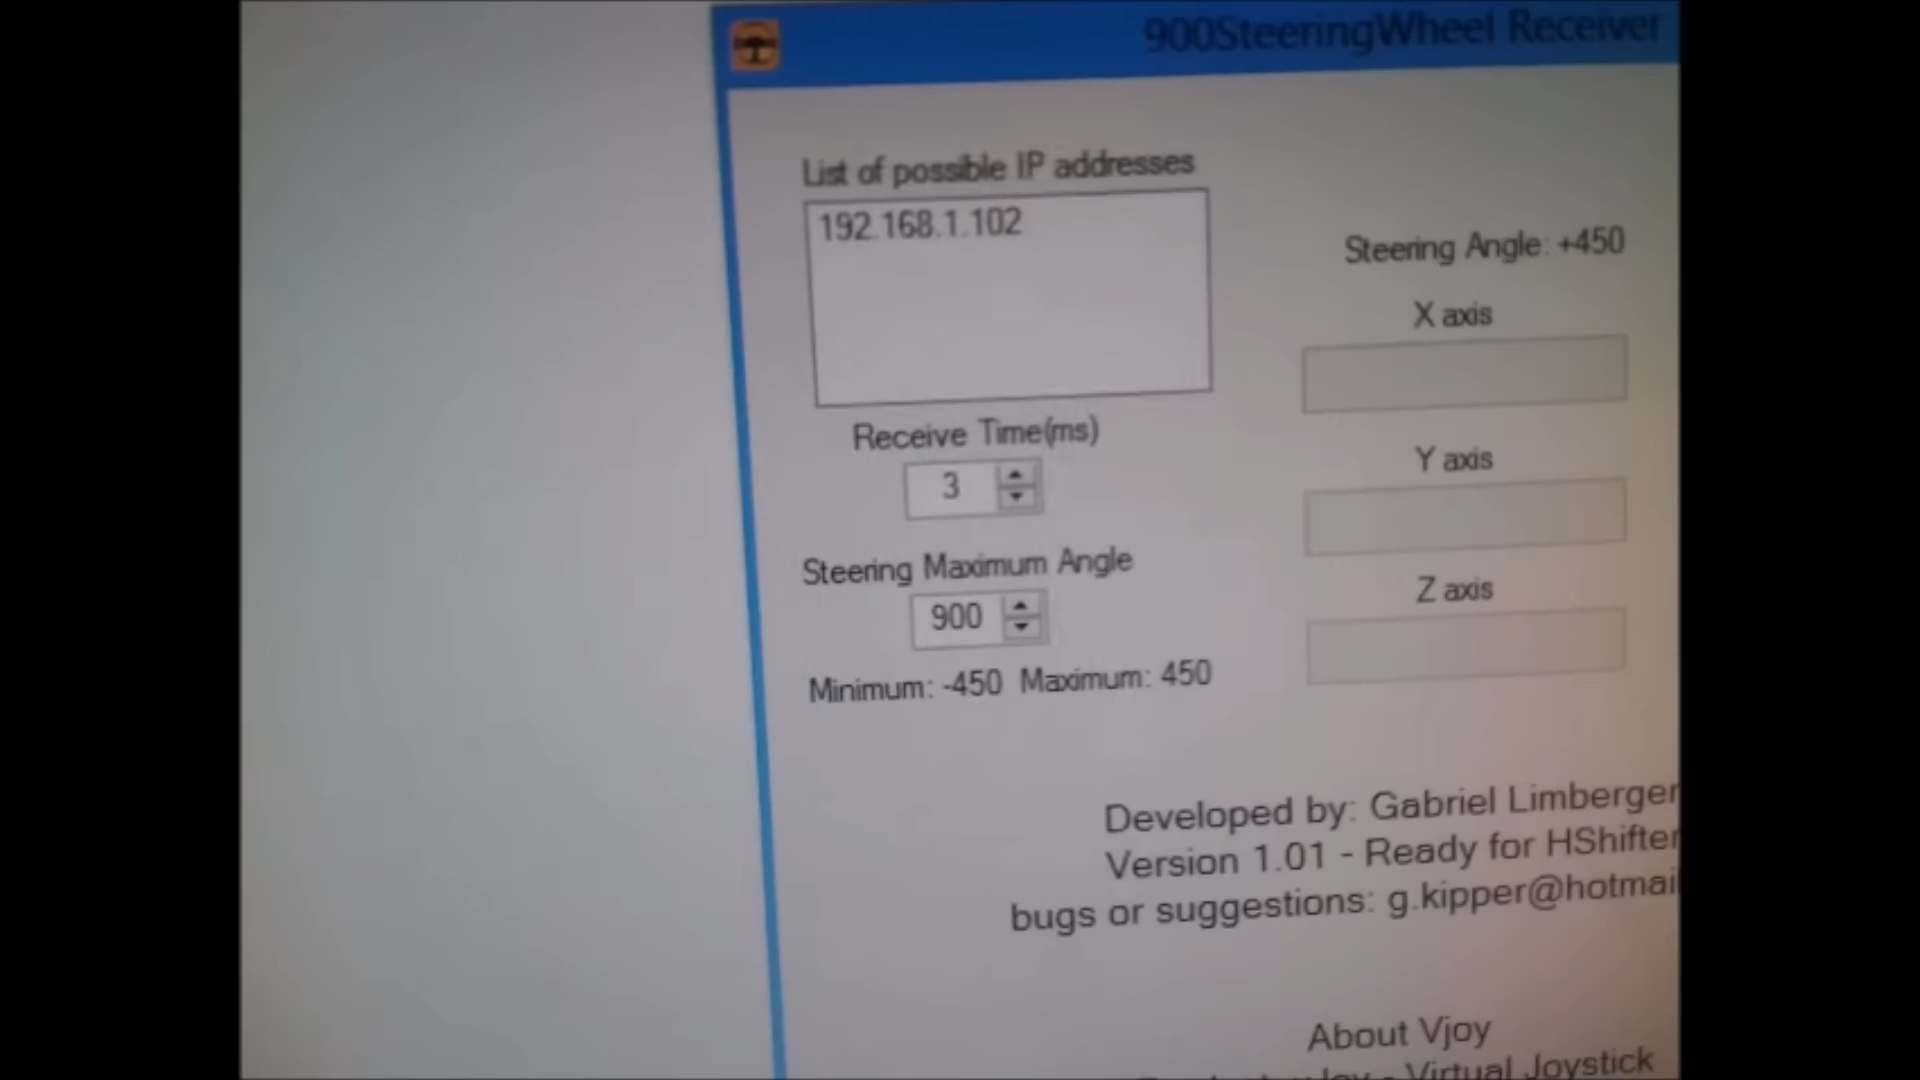 900SteeringWheel Receiver
List of possible IP addresses
192.168.1.102
Steering Angle: +450
X axis
Receive Time(ms)
3
Y axis
Steering Maximum Angle
900
Z axis
Minimum: -450 Maximum: 450
Developed by: Gabriel Limberger
Version 1.01 - Ready for HShifter
bugs or suggestions: g.kipper@hotmail
About Vjoy
- Virtual Joystick